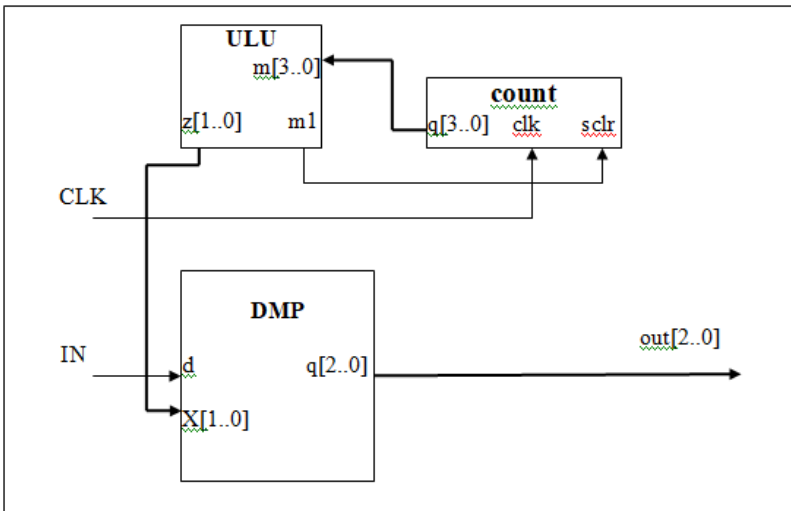 ULU
m[3..0]
z[1..0] m1
count
q[3..0] clk sclr
CLK
DMP
IN
d q[2..0]
out[2..0]
X[1..0]